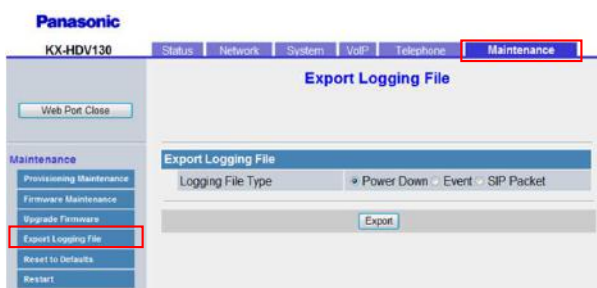 Panasonic
KX-HDV130
Status Network System VoIP Telephone Maintenance
Export Logging File
Web Port Close
Maintenance
Provisioning Maintenance
Firmware Maintenance
Upgrade Firmware
Export Logging File
Reset to Defaults
Restart
Export Logging File
Logging File Type Power Down Event SIP Packet
Export